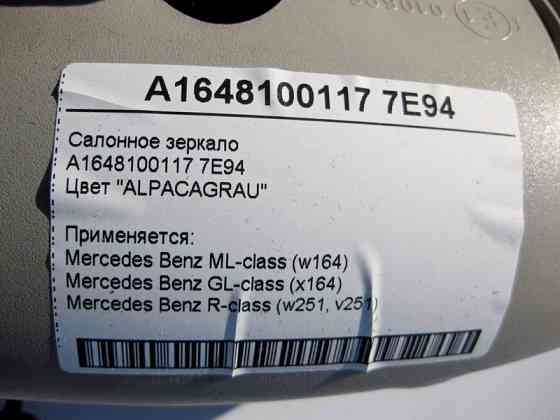 A1648100117 7E94
Салонное зеркало
A1648100117 7E94
Цвет "ALPACAGRAU"
Применяется:
Mercedes Benz ML-class (w164)
Mercedes Benz GL-class (x164)
Mercedes Benz R-class (w251, v251)